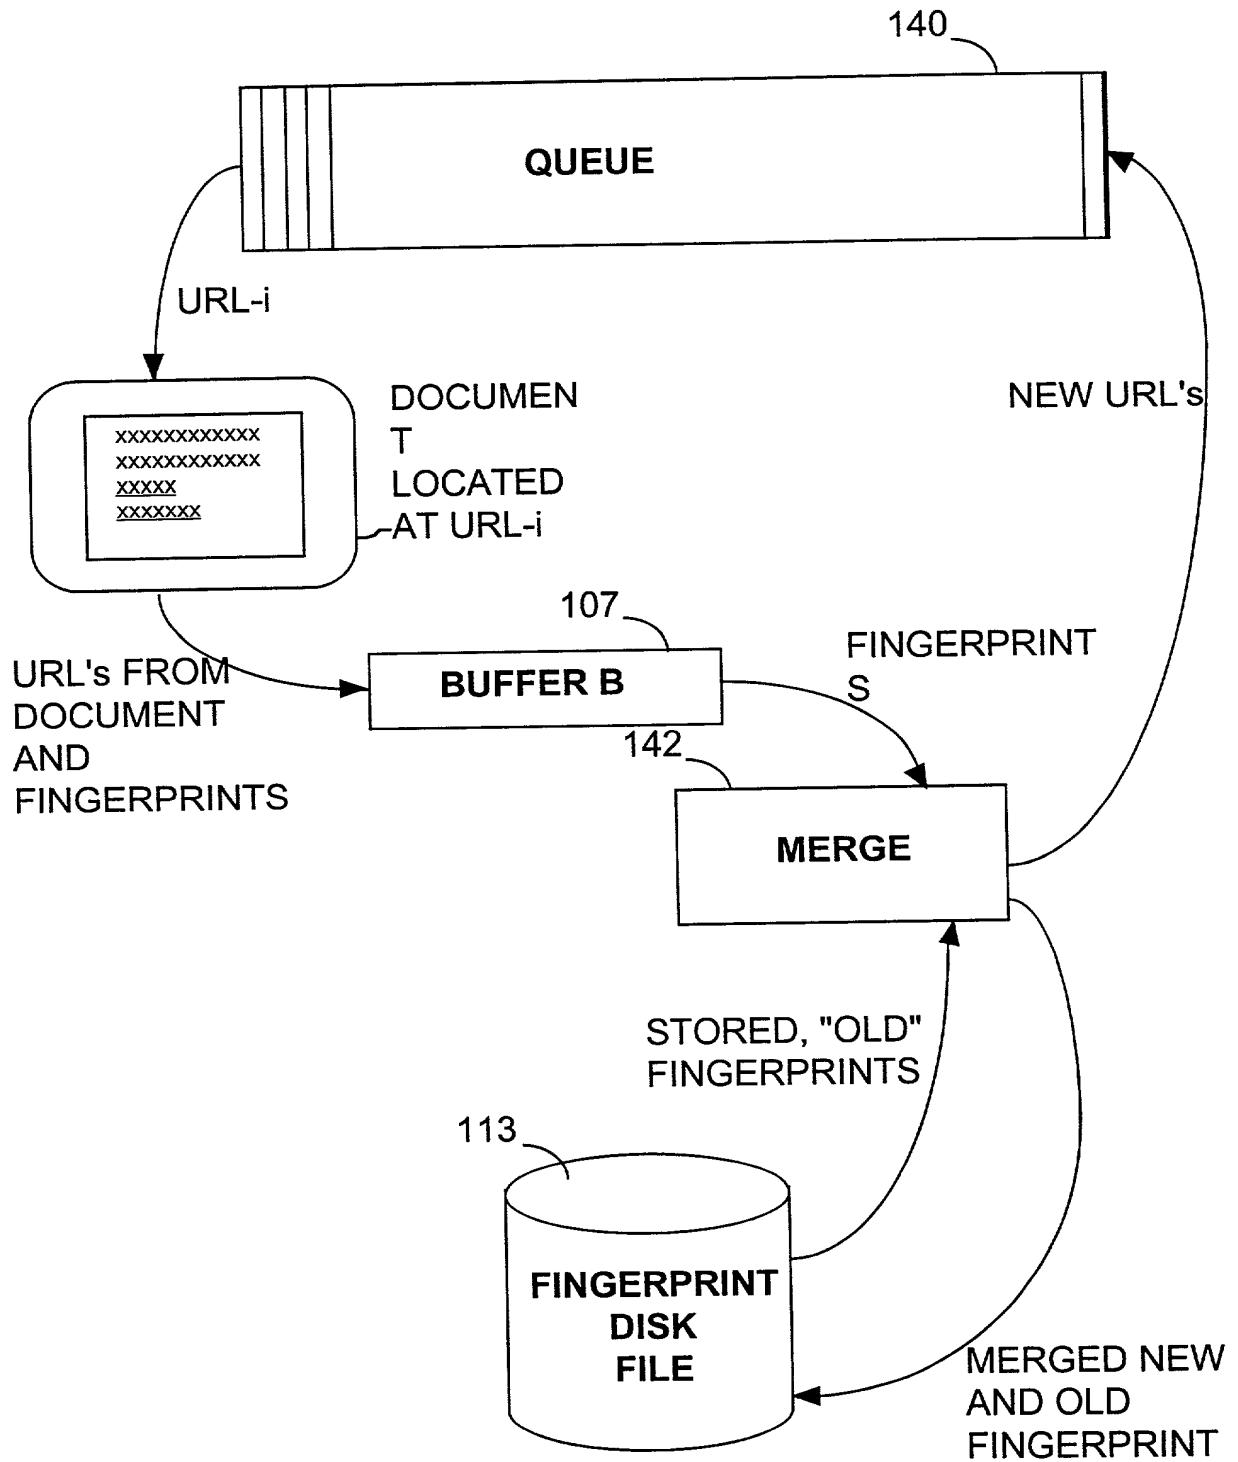 140
QUEUE
URL-i
DOCUMEN
T
LOCATED
AT URL-i
NEW URL's
xxxxxxxxxxxx
xxxxxxxxxxxx
xxxxx
xxxxxxx
107
BUFFER B
FINGERPRINT
S
URL's FROM
DOCUMENT
AND
FINGERPRINTS
142
MERGE
STORED, "OLD"
FINGERPRINTS
113
FINGERPRINT
DISK
FILE
MERGED NEW
AND OLD
FINGERPRINT